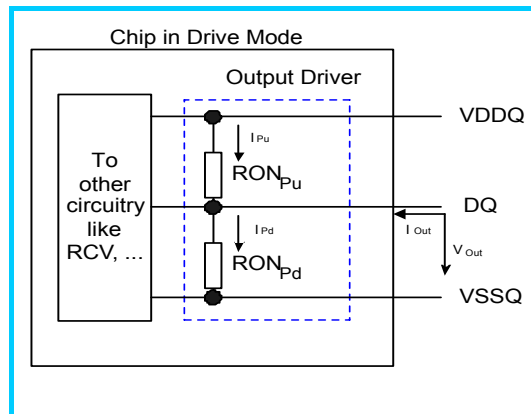 Chip in Drive Mode
Output Driver
VDDQ
I Pu
To
other
circuitry
like
RCV, ...
RON Pu
DQ
I Pd
I Out
V Out
RON Pd
VSSQ